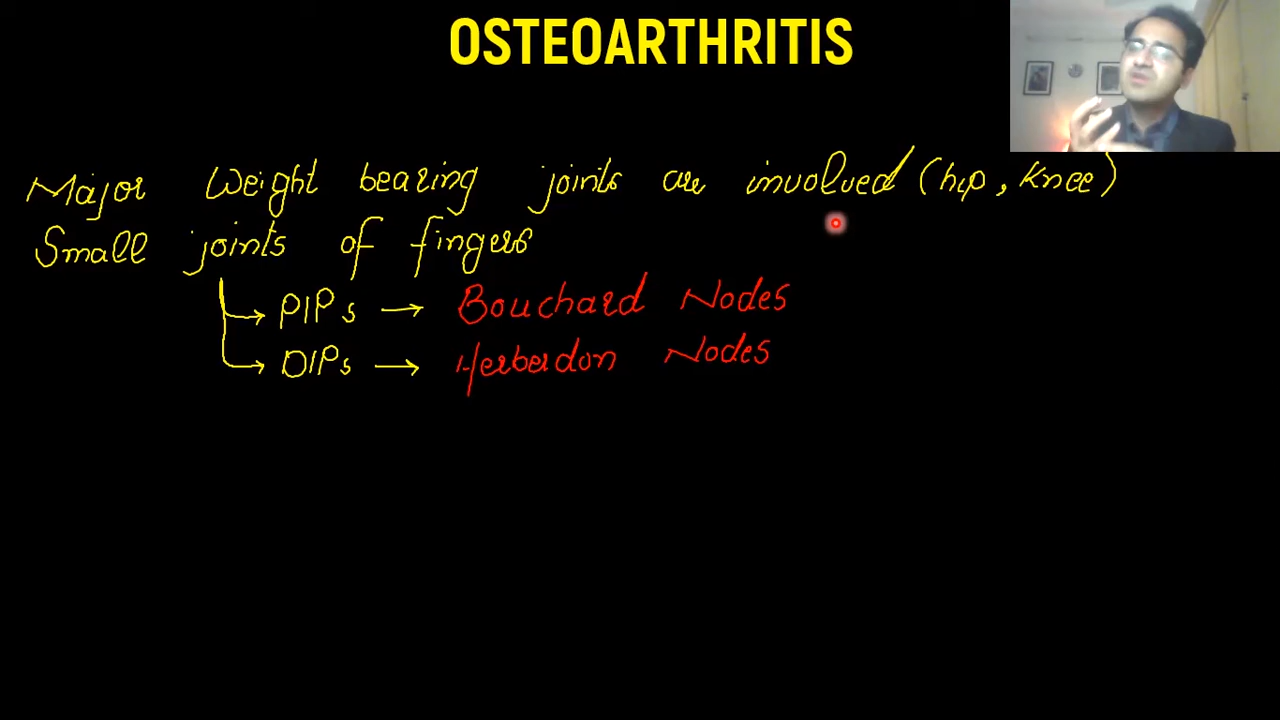 OSTEOARTHRITIS
Major Weight bearing joints are involved (hip, Knee)
Small joints of fingers
PIPs → Bouchard Nodes
DIPs → Herberdon Nodes